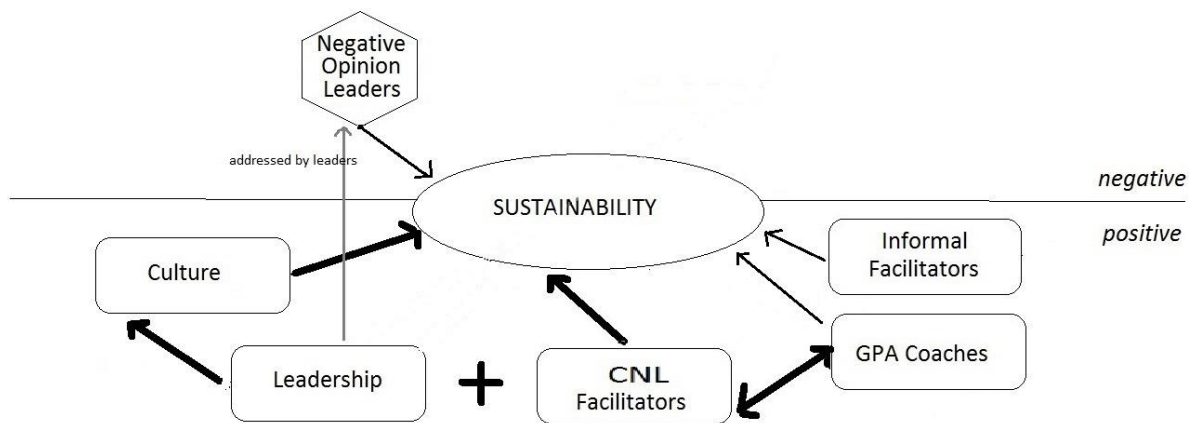 Negative
Opinion
Leaders
addressed by leaders
SUSTAINABILITY
negative
positive
Culture
Informal
Facilitators
Leadership
+
CNL
Facilitators
GPA Coaches